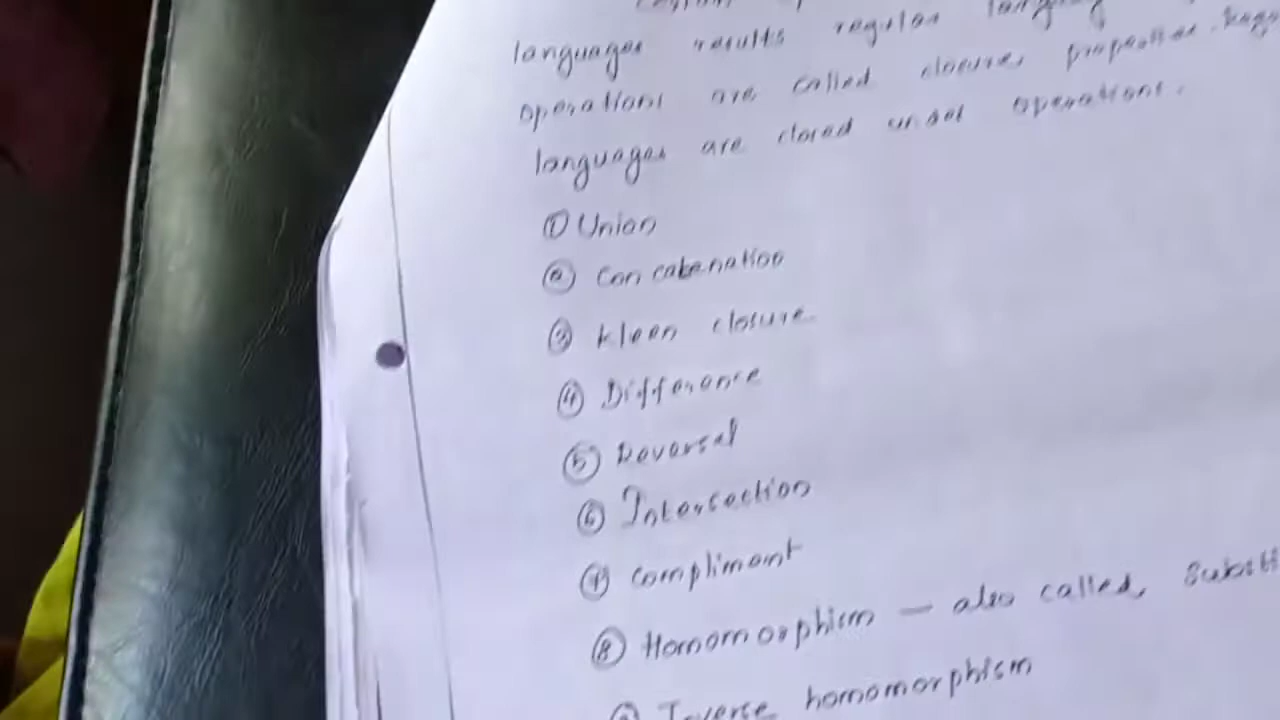 languages results regular
operations are called closure, properties.
languages are closed under operations.
① Union
② Concatenation
③ kleen closure
④ Difference
⑤ Reversal
⑥ Intersection
⑦ compliment
⑧ Homomorphism — also called,
⑨ Inverse homomorphism